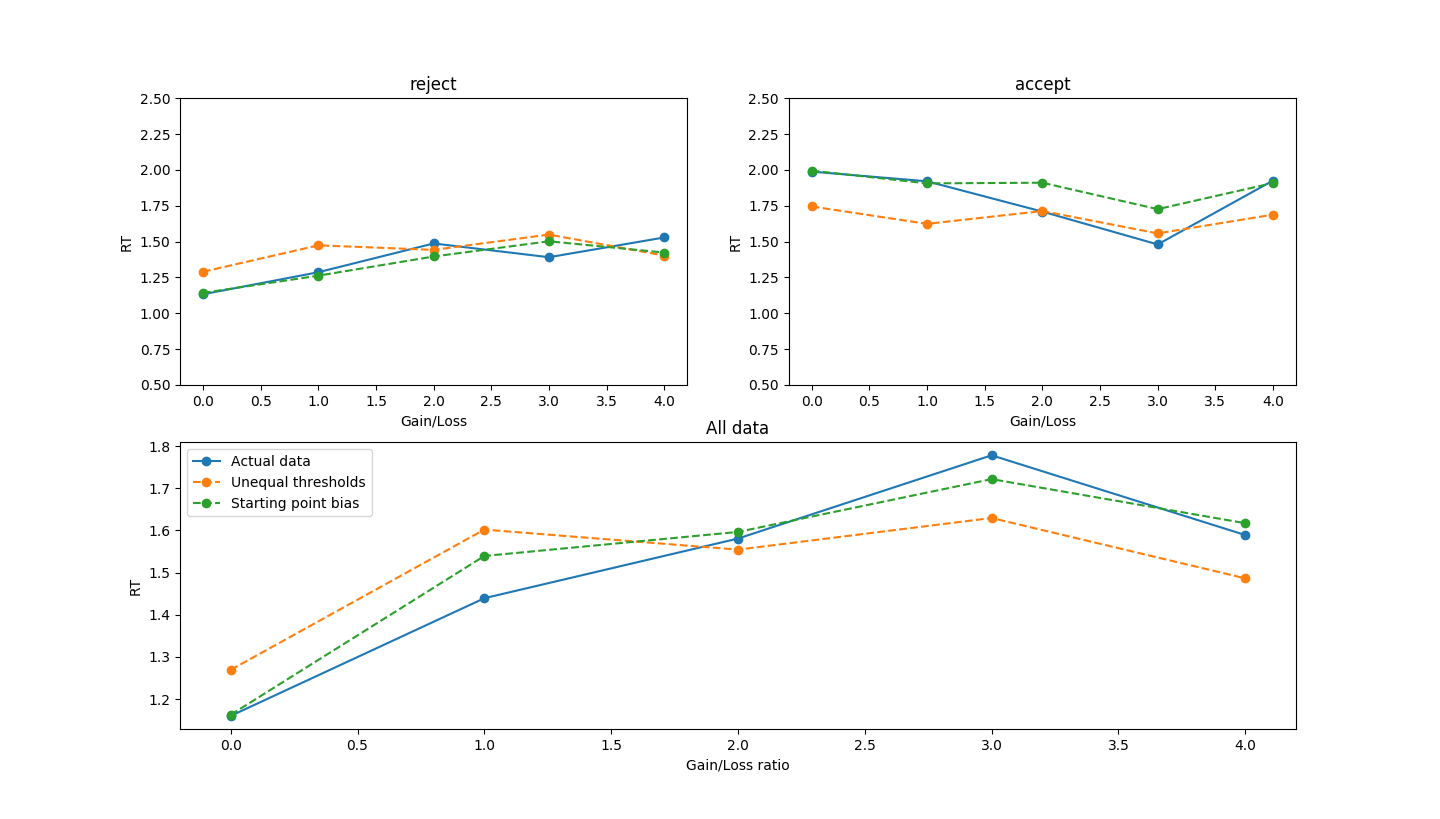 reject
2.50
2.25
2.00
1.75
1.50
1.25
1.00
0.75
0.50
RT
0.0 0.5 1.0 1.5 2.0 2.5 3.0 3.5 4.0
Gain/Loss
accept
2.50
2.25
2.00
1.75
1.50
1.25
1.00
0.75
0.50
RT
0.0 0.5 1.0 1.5 2.0 2.5 3.0 3.5 4.0
Gain/Loss
All data
1.8
1.7
1.6
1.5
1.4
1.3
1.2
RT
Actual data
Unequal thresholds
Starting point bias
0.0 0.5 1.0 1.5 2.0 2.5 3.0 3.5 4.0
Gain/Loss ratio